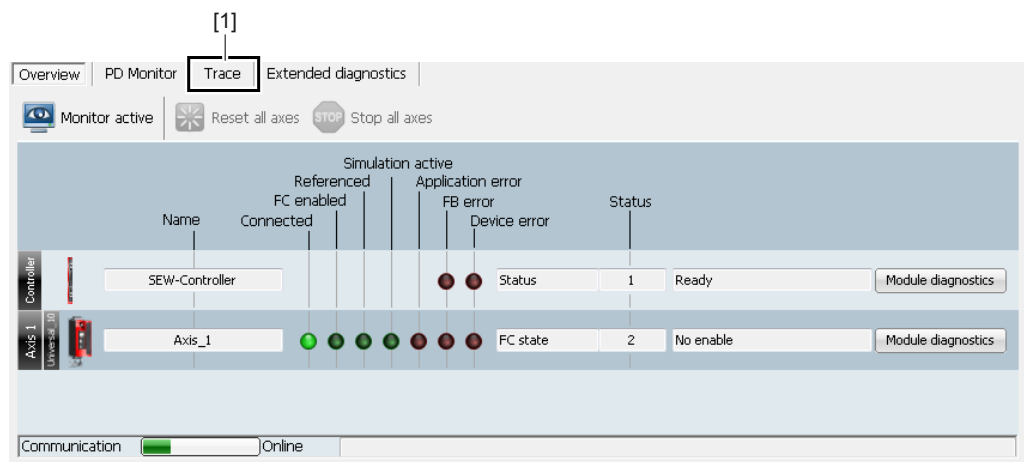 [1]
Overview PD Monitor Trace Extended diagnostics
Monitor active Reset all axes STOP Stop all axes
Simulation active
Referenced Application error
FC enabled FB error Status
Name Connected Device error
Controller SEW-Controller Status 1 Ready Module diagnostics
Axis 1 Universal_10 Axis_1 FC state 2 No enable Module diagnostics
Communication Online